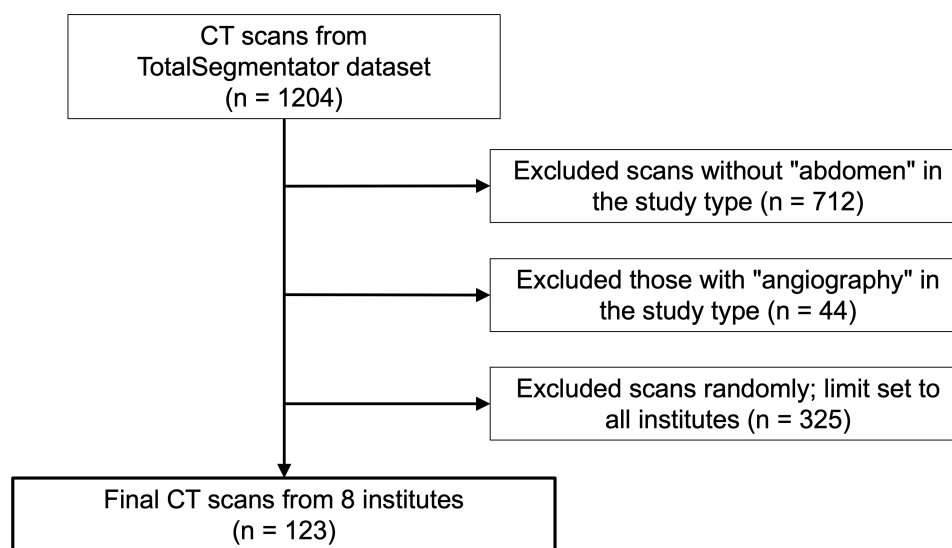 CT scans from
TotalSegmentator dataset
(n = 1204)
Excluded scans without "abdomen" in
the study type (n = 712)
Excluded those with "angiography" in
the study type (n = 44)
Excluded scans randomly; limit set to
all institutes (n = 325)
Final CT scans from 8 institutes
(n = 123)